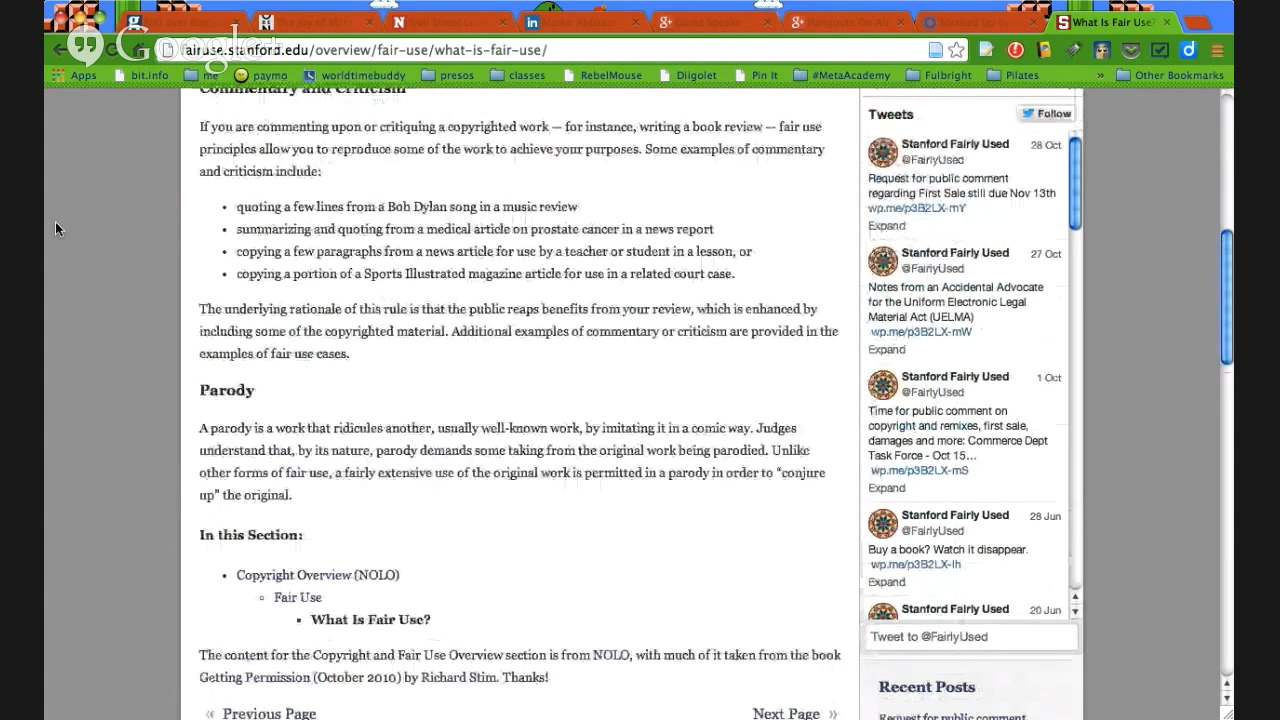 What Is Fair Use?
Google+
fairuse.stanford.edu/overview/fair-use/what-is-fair-use/
Apps bit.info me paymo worldtimebuddy presos classes RebelMouse Diigolet Pin It #MetaAcademy Fulbright Pilates » Other Bookmarks
Commentary and Criticism
If you are commenting upon or critiquing a copyrighted work — for instance, writing a book review — fair use
principles allow you to reproduce some of the work to achieve your purposes. Some examples of commentary
and criticism include:
• quoting a few lines from a Bob Dylan song in a music review
• summarizing and quoting from a medical article on prostate cancer in a news report
• copying a few paragraphs from a news article for use by a teacher or student in a lesson, or
• copying a portion of a Sports Illustrated magazine article for use in a related court case.
The underlying rationale of this rule is that the public reaps benefits from your review, which is enhanced by
including some of the copyrighted material. Additional examples of commentary or criticism are provided in the
examples of fair use cases.
Parody
A parody is a work that ridicules another, usually well-known work, by imitating it in a comic way. Judges
understand that, by its nature, parody demands some taking from the original work being parodied. Unlike
other forms of fair use, a fairly extensive use of the original work is permitted in a parody in order to “conjure
up” the original.
In this Section:
• Copyright Overview (NOLO)
Fair Use
What Is Fair Use?
The content for the Copyright and Fair Use Overview section is from NOLO, with much of it taken from the book
Getting Permission (October 2010) by Richard Stim. Thanks!
« Previous Page
Next Page »
Tweets
Follow
Stanford Fairly Used 28 Oct
@FairlyUsed
Request for public comment
regarding First Sale still due Nov 13th
wp.me/p3B2LX-mY
Expand
Stanford Fairly Used 27 Oct
@FairlyUsed
Notes from an Accidental Advocate
for the Uniform Electronic Legal
Material Act (UELMA)
wp.me/p3B2LX-mW
Expand
Stanford Fairly Used 1 Oct
@FairlyUsed
Time for public comment on
copyright and remixes, first sale,
damages and more: Commerce Dept
Task Force - Oct 15...
wp.me/p3B2LX-mS
Expand
Stanford Fairly Used 28 Jun
@FairlyUsed
Buy a book? Watch it disappear.
wp.me/p3B2LX-lh
Expand
Stanford Fairly Used 20 Jun
Tweet to @FairlyUsed
Recent Posts
Request for public comment